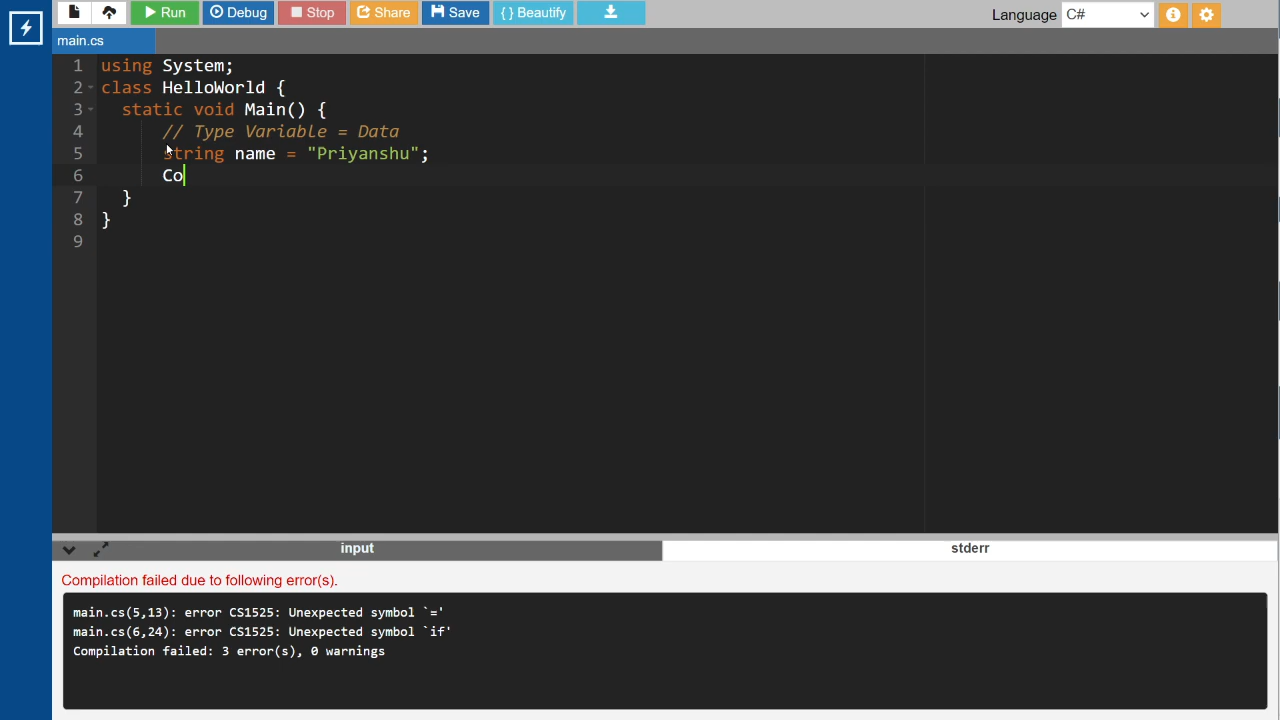 Run Debug Stop Share Save { } Beautify Language C#
main.cs
1 using System;
2 class HelloWorld {
3 static void Main() {
4 // Type Variable = Data
5 string name = "Priyanshu";
6 Co
7 }
8 }
9
input stderr
Compilation failed due to following error(s).
main.cs(5,13): error CS1525: Unexpected symbol `='
main.cs(6,24): error CS1525: Unexpected symbol `if'
Compilation failed: 3 error(s), 0 warnings